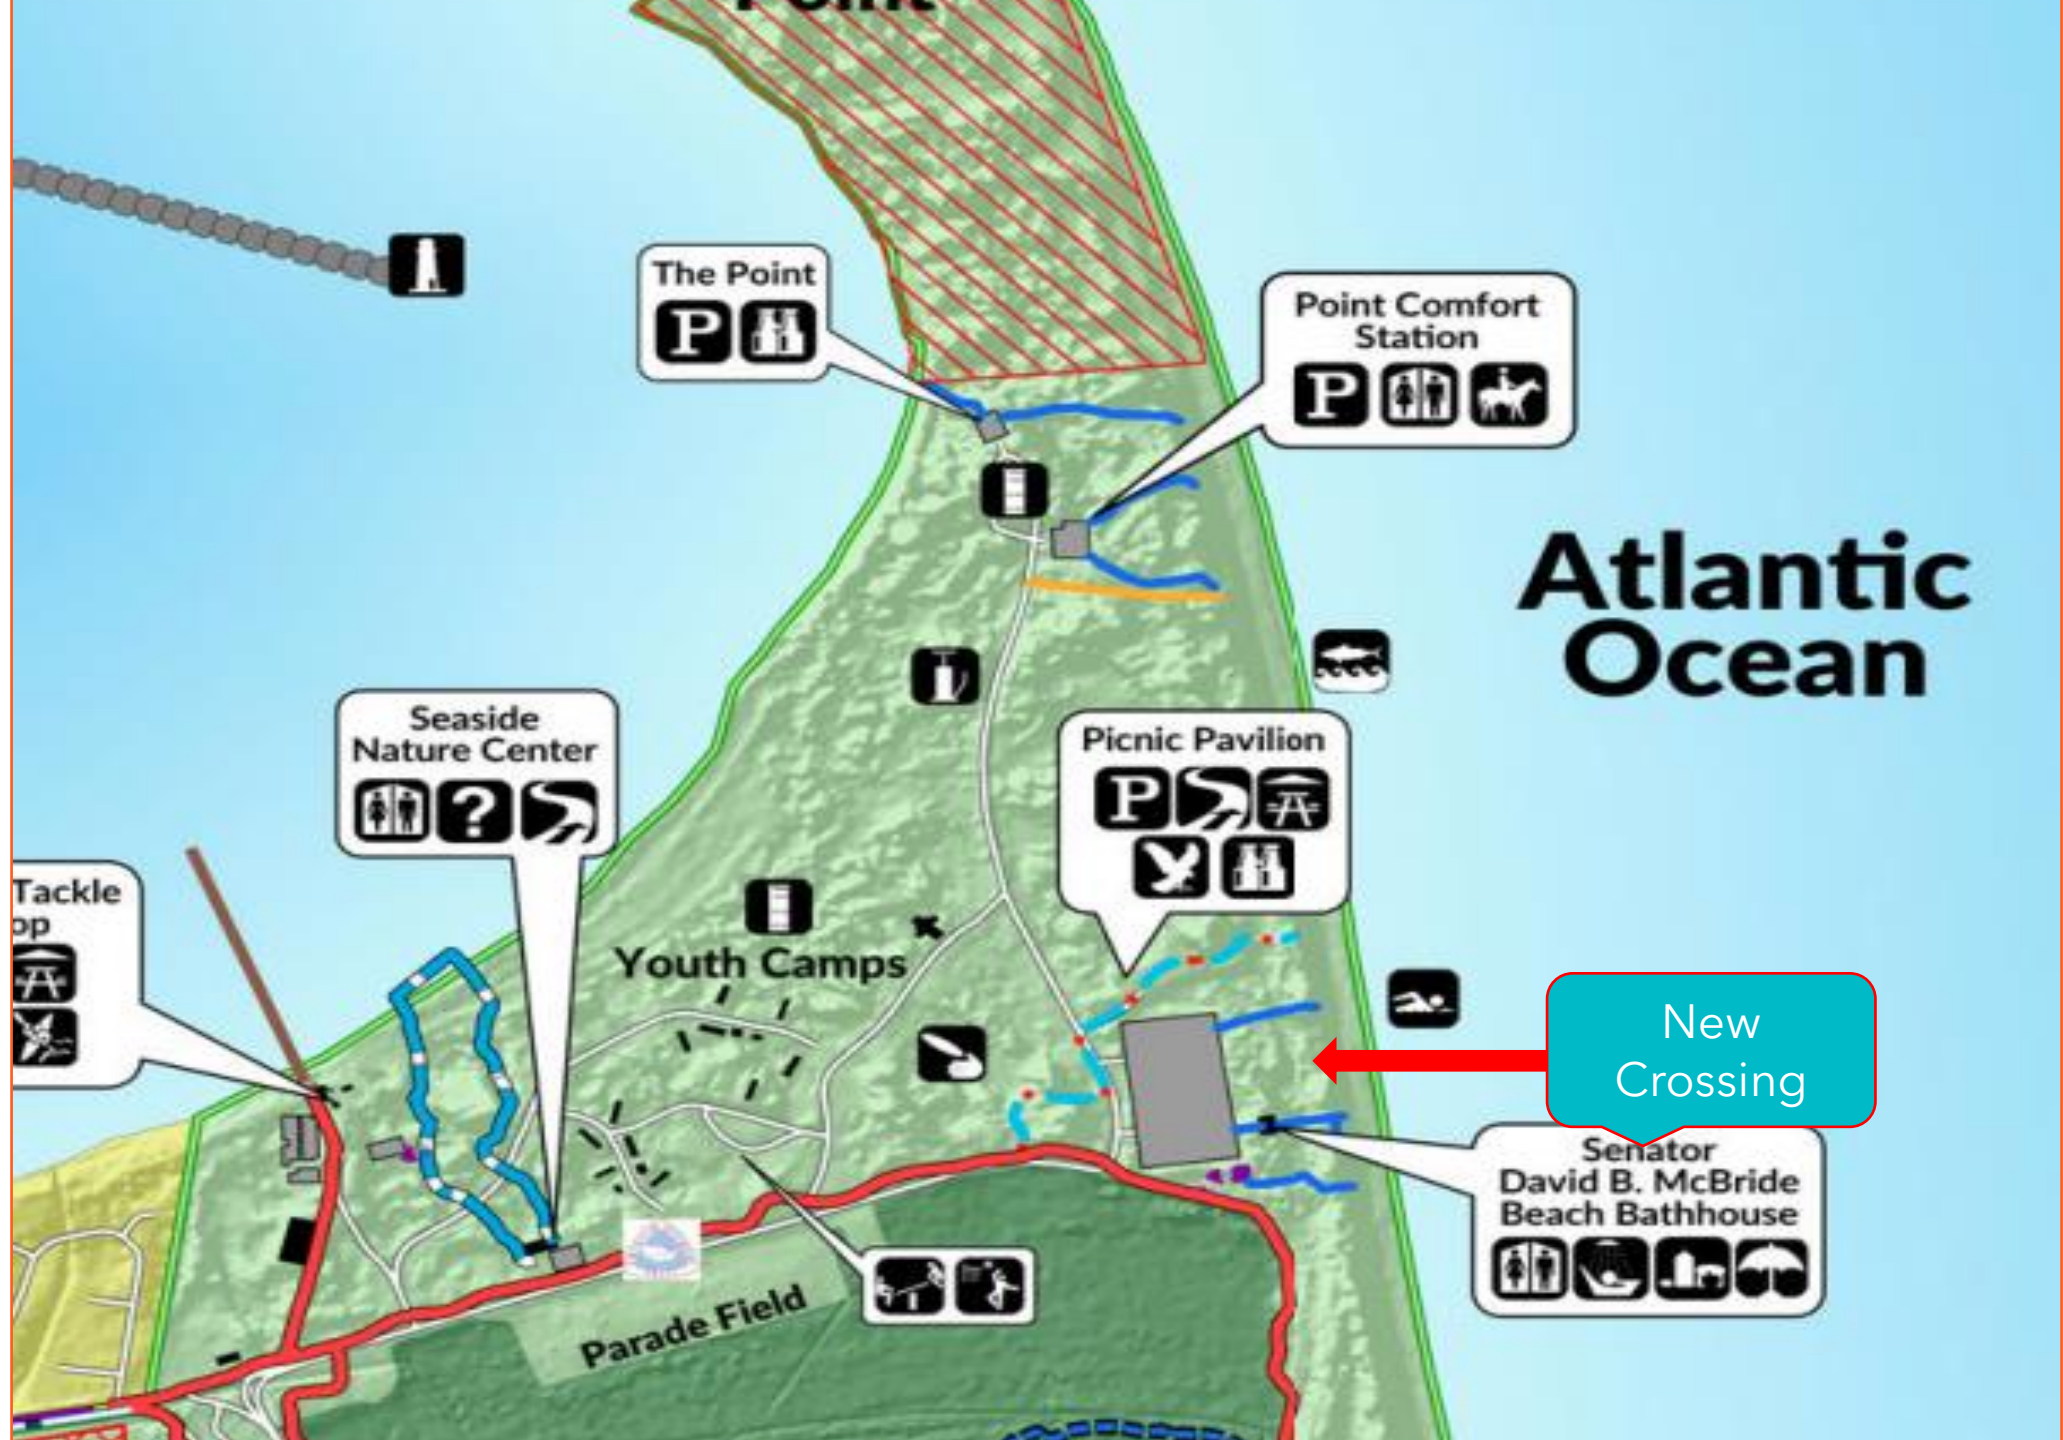 Point
The Point
P
Point Comfort
Station
P
Atlantic
Ocean
Seaside
Nature Center
?
Picnic Pavilion
P
Tackle
op
Youth Camps
New
Crossing
Senator
David B. McBride
Beach Bathhouse
Parade Field